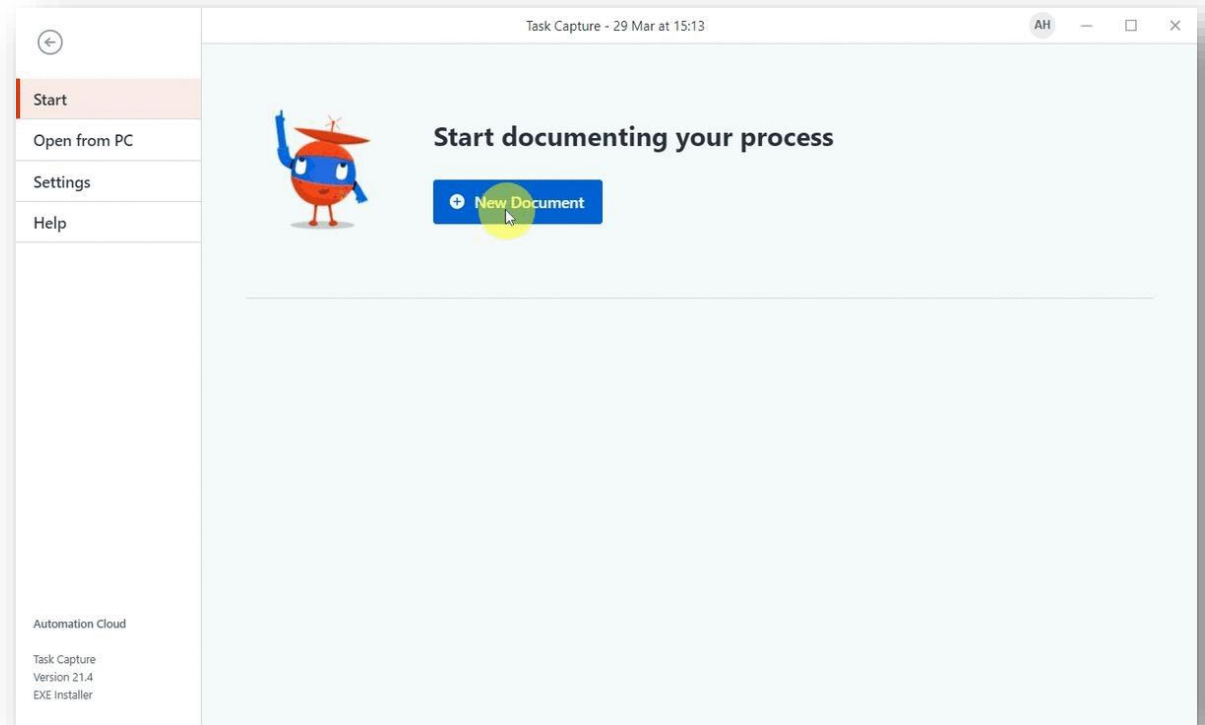 Task Capture - 29 Mar at 15:13
AH
Start
Open from PC
Settings
Help
Start documenting your process
New Document
Automation Cloud
Task Capture
Version 21.4
EXE Installer